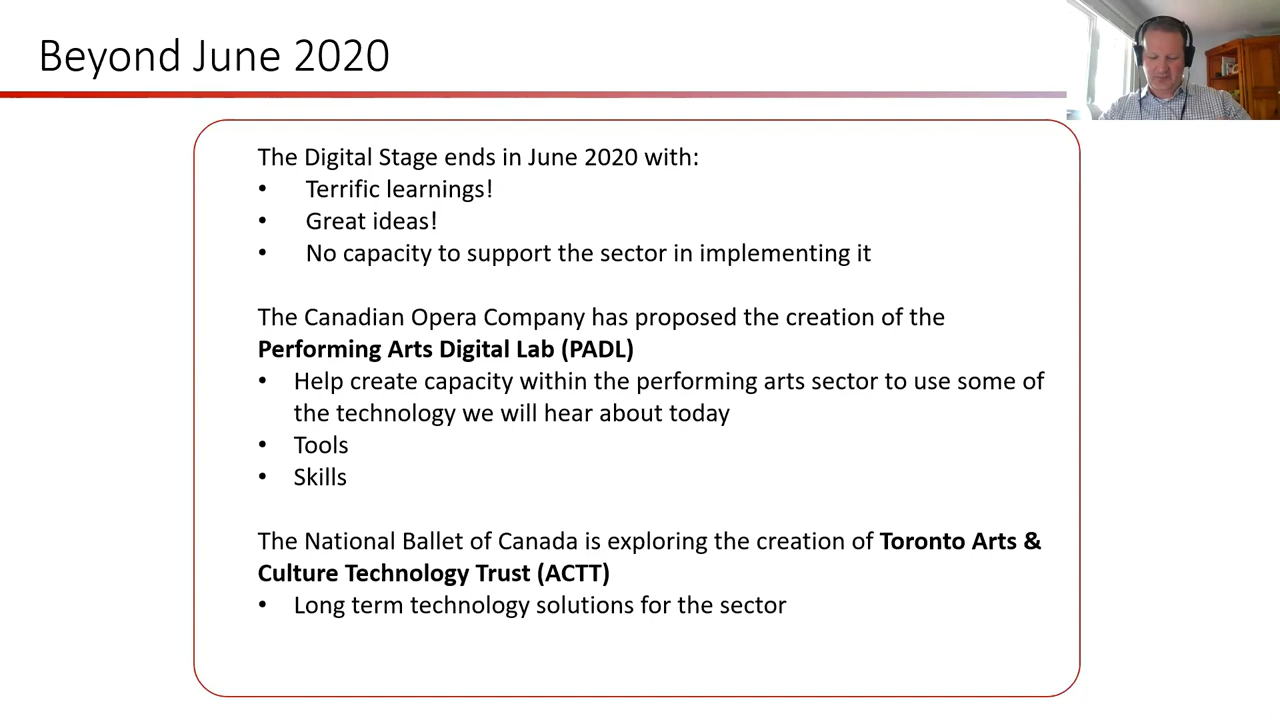 Beyond June 2020
The Digital Stage ends in June 2020 with:
• Terrific learnings!
• Great ideas!
• No capacity to support the sector in implementing it
The Canadian Opera Company has proposed the creation of the
Performing Arts Digital Lab (PADL)
• Help create capacity within the performing arts sector to use some of
the technology we will hear about today
• Tools
• Skills
The National Ballet of Canada is exploring the creation of Toronto Arts &
Culture Technology Trust (ACTT)
• Long term technology solutions for the sector